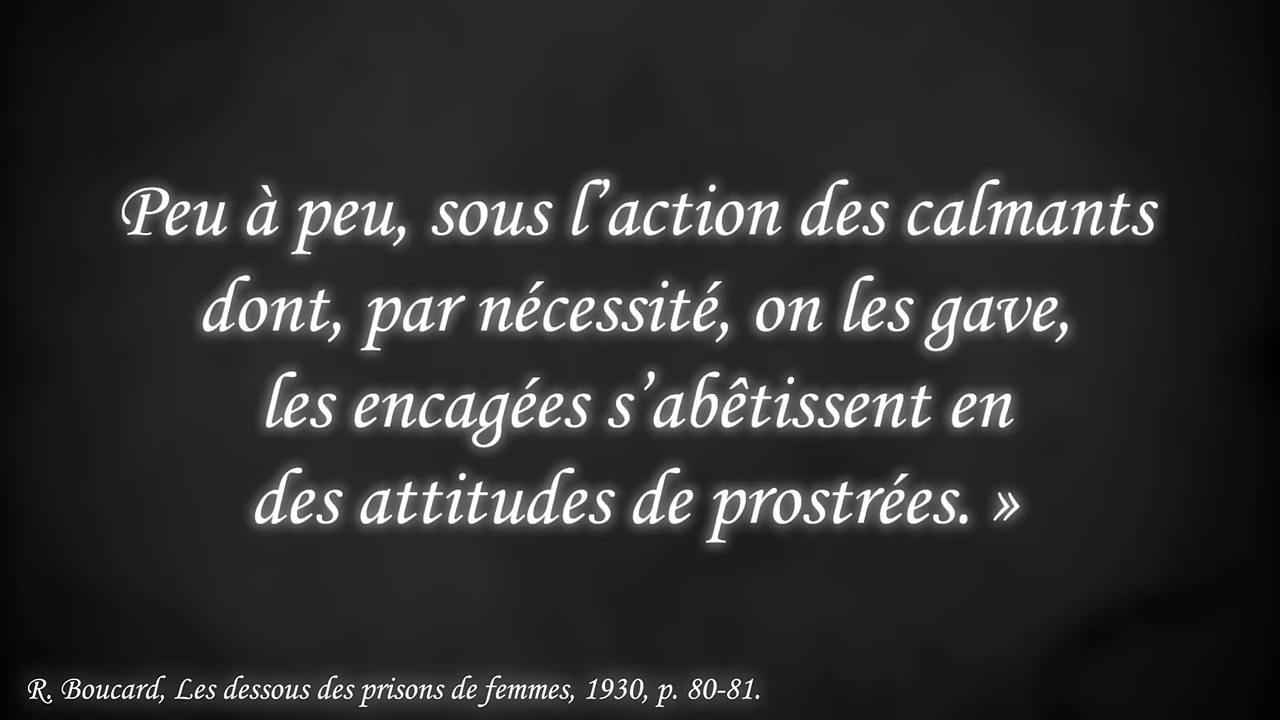 Peu à peu, sous l’action des calmants
dont, par nécessité, on les gave,
les encagées s’abêtissent en
des attitudes de prostrées. »
R. Boucard, Les dessous des prisons de femmes, 1930, p. 80-81.